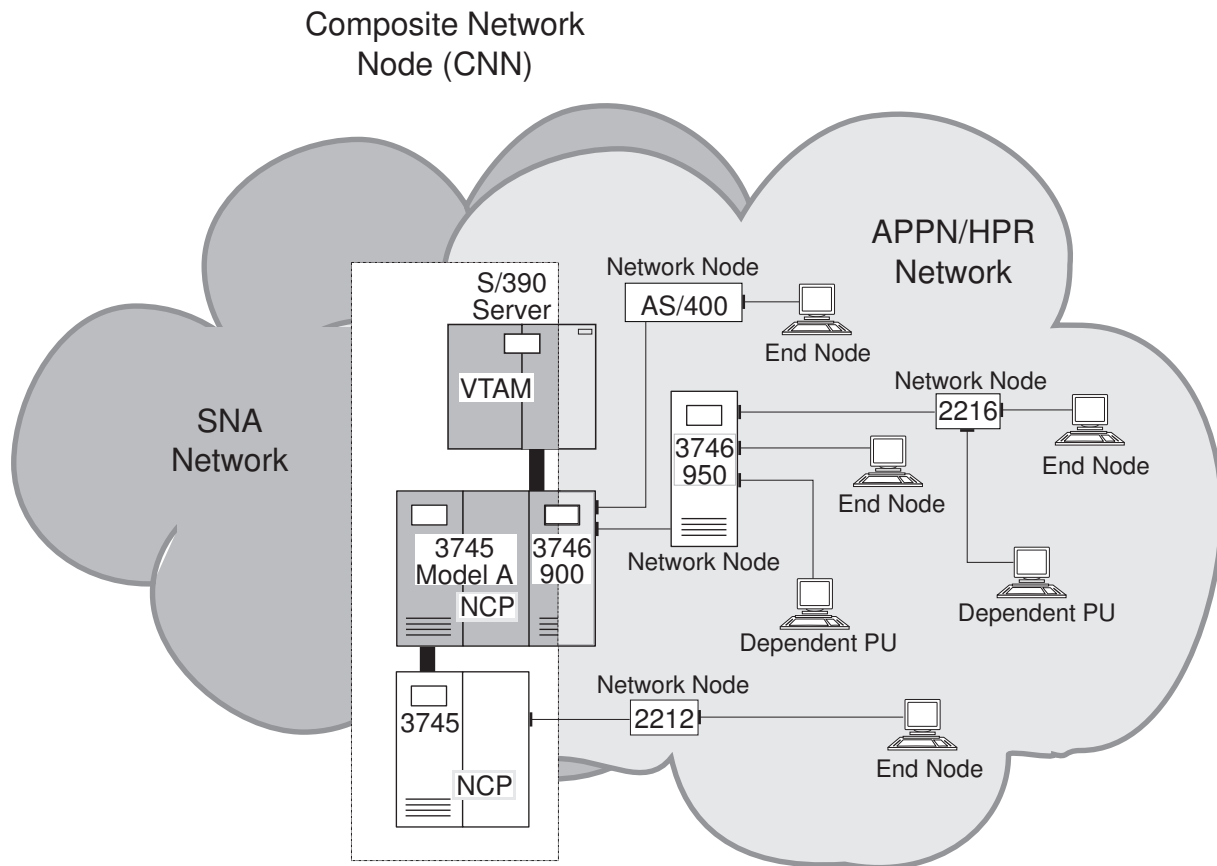 Composite Network
Node (CNN)
APPN/HPR
Network
S/390
Server
Network Node
AS/400
End Node
VTAM
Network Node
2216
End Node
SNA
Network
3746
950
End Node
3745
Model A
NCP
3746
900
Network Node
Dependent PU
Dependent PU
Network Node
2212
3745
End Node
NCP